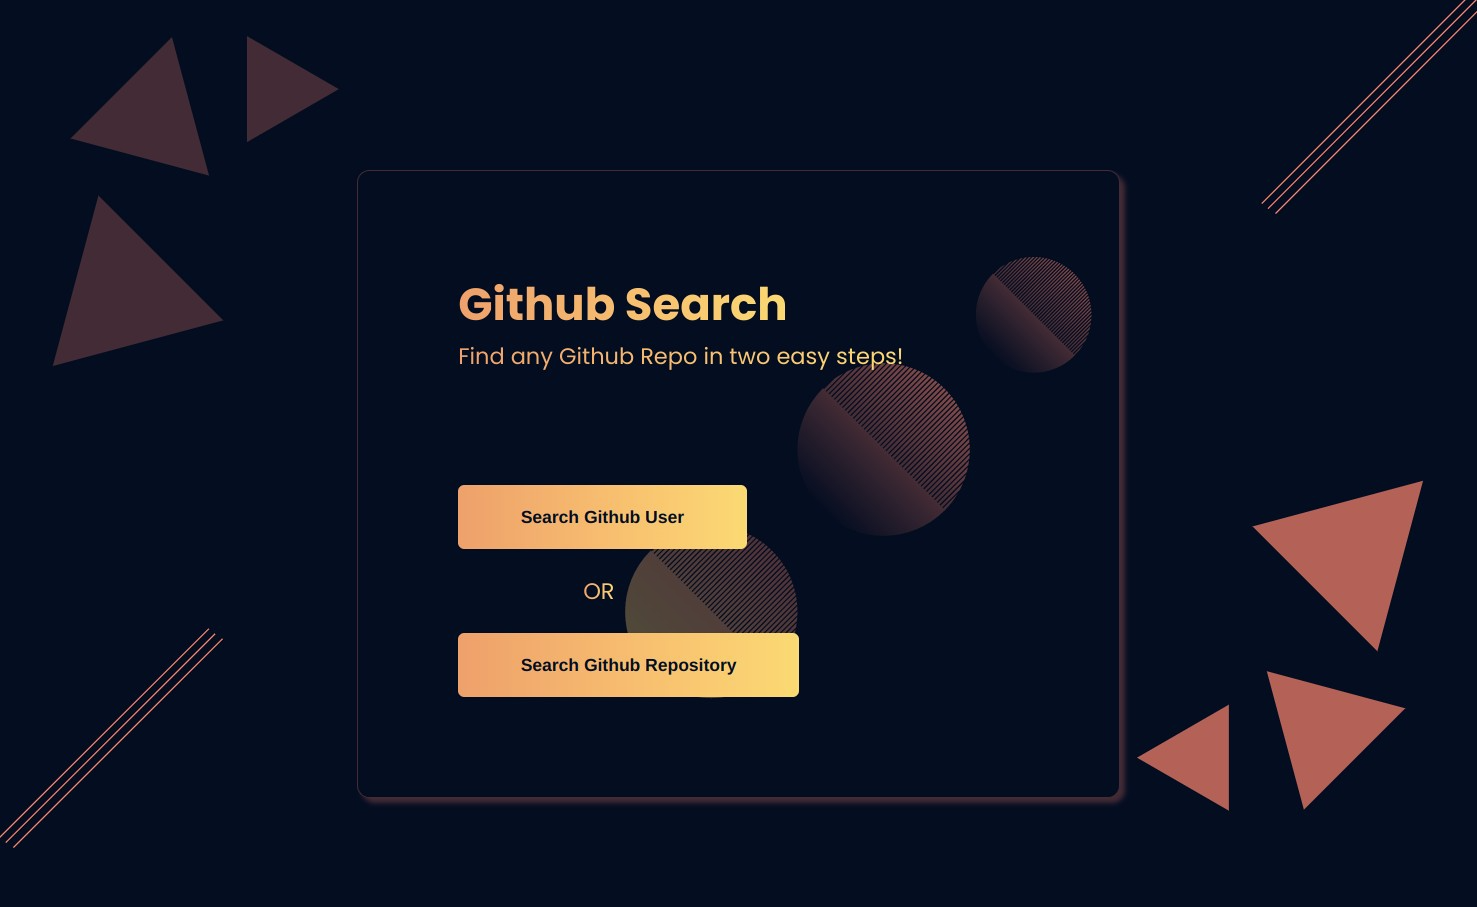 Github Search
Find any Github Repo in two easy steps!
Search Github User
OR
Search Github Repository